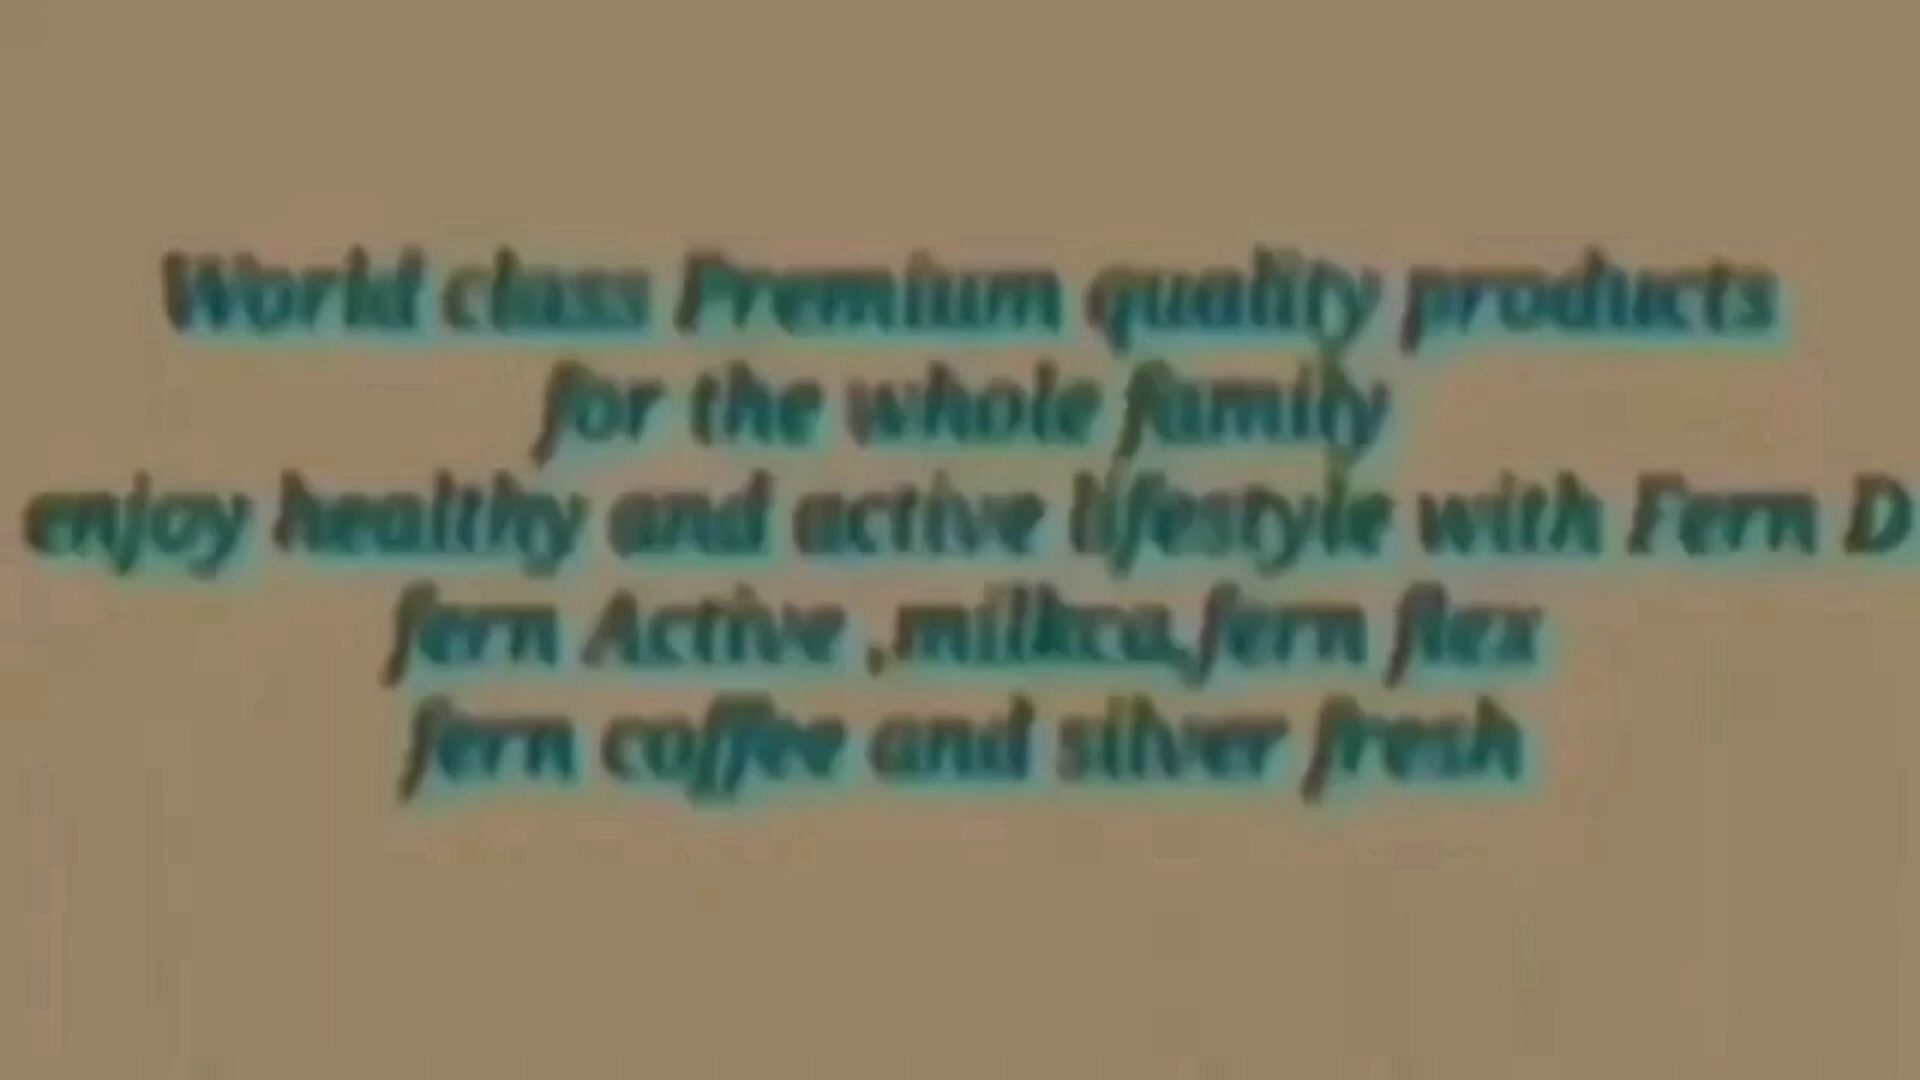 World class Premium quality products
for the whole family
enjoy healthy and active lifestyle with Fern D
fern Active ,milkca,fern flex
fern coffee and silver fresh